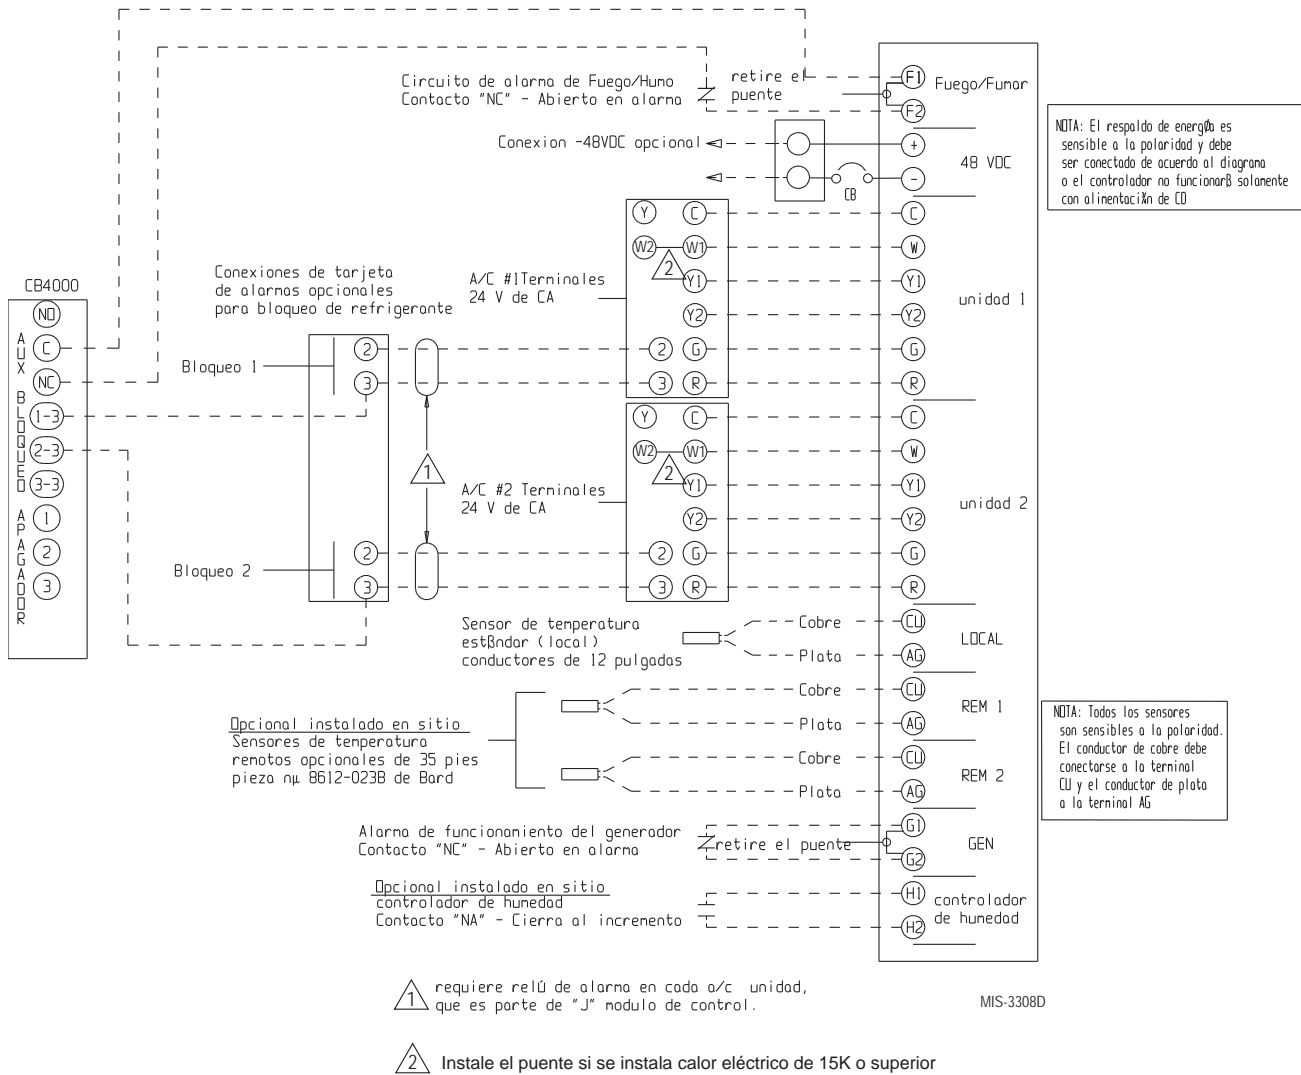 Circuito de alarma de Fuego/Humo
Contacto "NC" - Abierto en alarma
retire el
puente
F1
F2
Fuego/Fumar
Conexion -48VDC opcional
CB
+
-
48 VDC
NOTA: El respaldo de energØa es
sensible a la polaridad y debe
ser conectado de acuerdo al diagrama
o el controlador no funcionarß solamente
con alimentaci%n de CD
CB4000
NO
C
NC
1-3
2-3
3-3
1
2
3
AUX BLOQUEO APAGADOR
Conexiones de tarjeta
de alarmas opcionales
para bloqueo de refrigerante
Bloqueo 1
2
3
1
Bloqueo 2
2
3
A/C #1Terminales
24 V de CA
Y
C
W2
W1
2
Y1
Y2
2
G
3
R
C
W
Y1
Y2
G
R
unidad 1
A/C #2 Terminales
24 V de CA
Y
C
W2
W1
2
Y1
Y2
2
G
3
R
C
W
Y1
Y2
G
R
unidad 2
Sensor de temperatura
estßndar (local)
conductores de 12 pulgadas
Cobre
Plata
CU
AG
LOCAL
Opcional instalado en sitio
Sensores de temperatura
remotos opcionales de 35 pies
pieza nµ 8612-023B de Bard
Cobre
Plata
CU
AG
REM 1
Cobre
Plata
CU
AG
REM 2
NOTA: Todos los sensores
son sensibles a la polaridad.
El conductor de cobre debe
conectarse a la terminal
CU y el conductor de plata
a la terminal AG
Alarma de funcionamiento del generador
Contacto "NC" - Abierto en alarma
retire el puente
G1
G2
GEN
Opcional instalado en sitio
controlador de humedad
Contacto "NA" - Cierra al incremento
H1
H2
controlador
de humedad
1 requiere relÚ de alarma en cada a/c unidad,
que es parte de "J" modulo de control.
MIS-3308D
2 Instale el puente si se instala calor eléctrico de 15K o superior